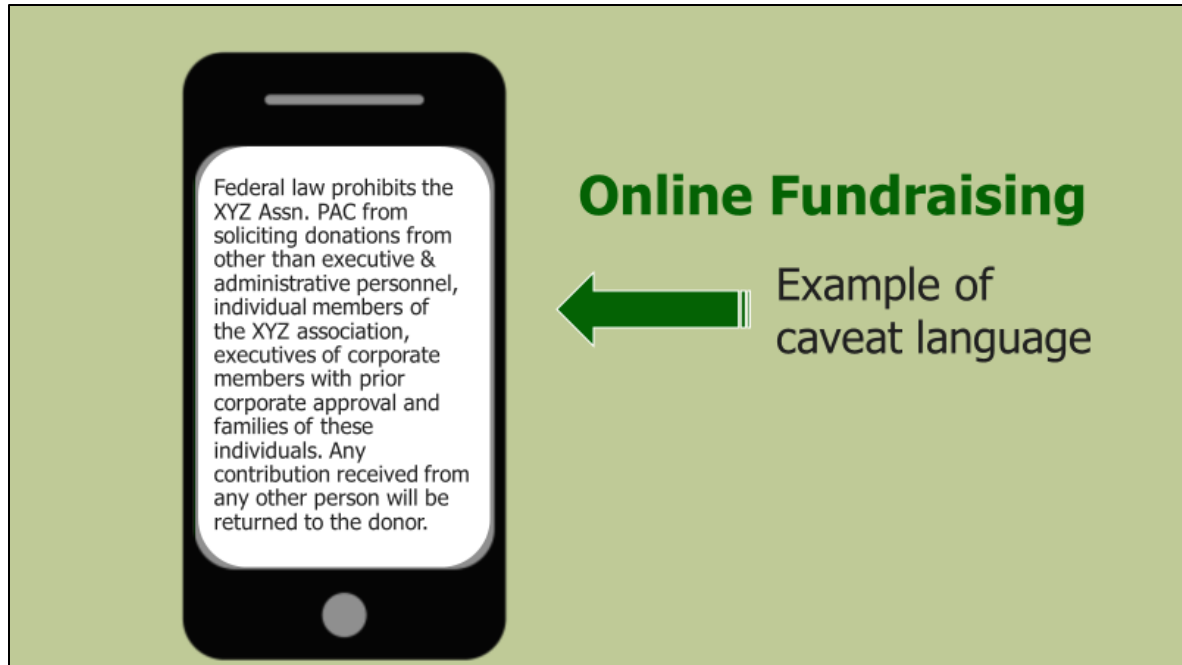 Federal law prohibits the
XYZ Assn. PAC from
soliciting donations from
other than executive &
administrative personnel,
individual members of
the XYZ association,
executives of corporate
members with prior
corporate approval and
families of these
individuals. Any
contribution received from
any other person will be
returned to the donor.
Online Fundraising
Example of
caveat language